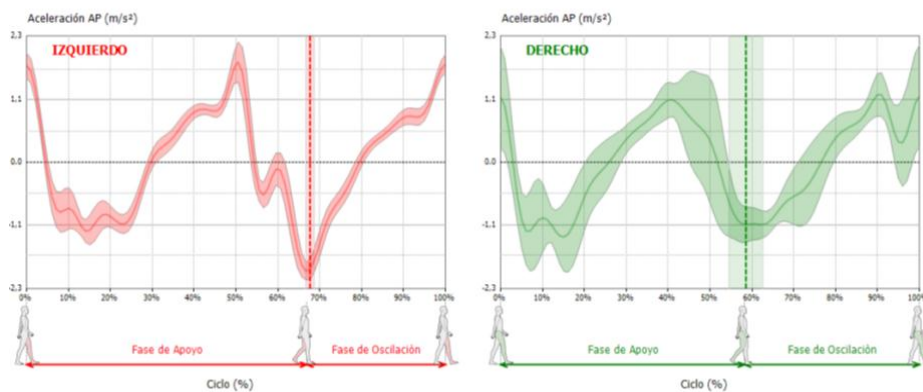 Aceleración AP (m/s²)
IZQUIERDO
2,3
1,1
0,0
-1,1
-2,3
0% 10% 20% 30% 40% 50% 60% 70% 80% 90% 100%
Fase de Apoyo
Fase de Oscilación
Ciclo (%)
Aceleración AP (m/s²)
DERECHO
2,3
1,1
0,0
-1,1
-2,3
0% 10% 20% 30% 40% 50% 60% 70% 80% 90% 100%
Fase de Apoyo
Fase de Oscilación
Ciclo (%)